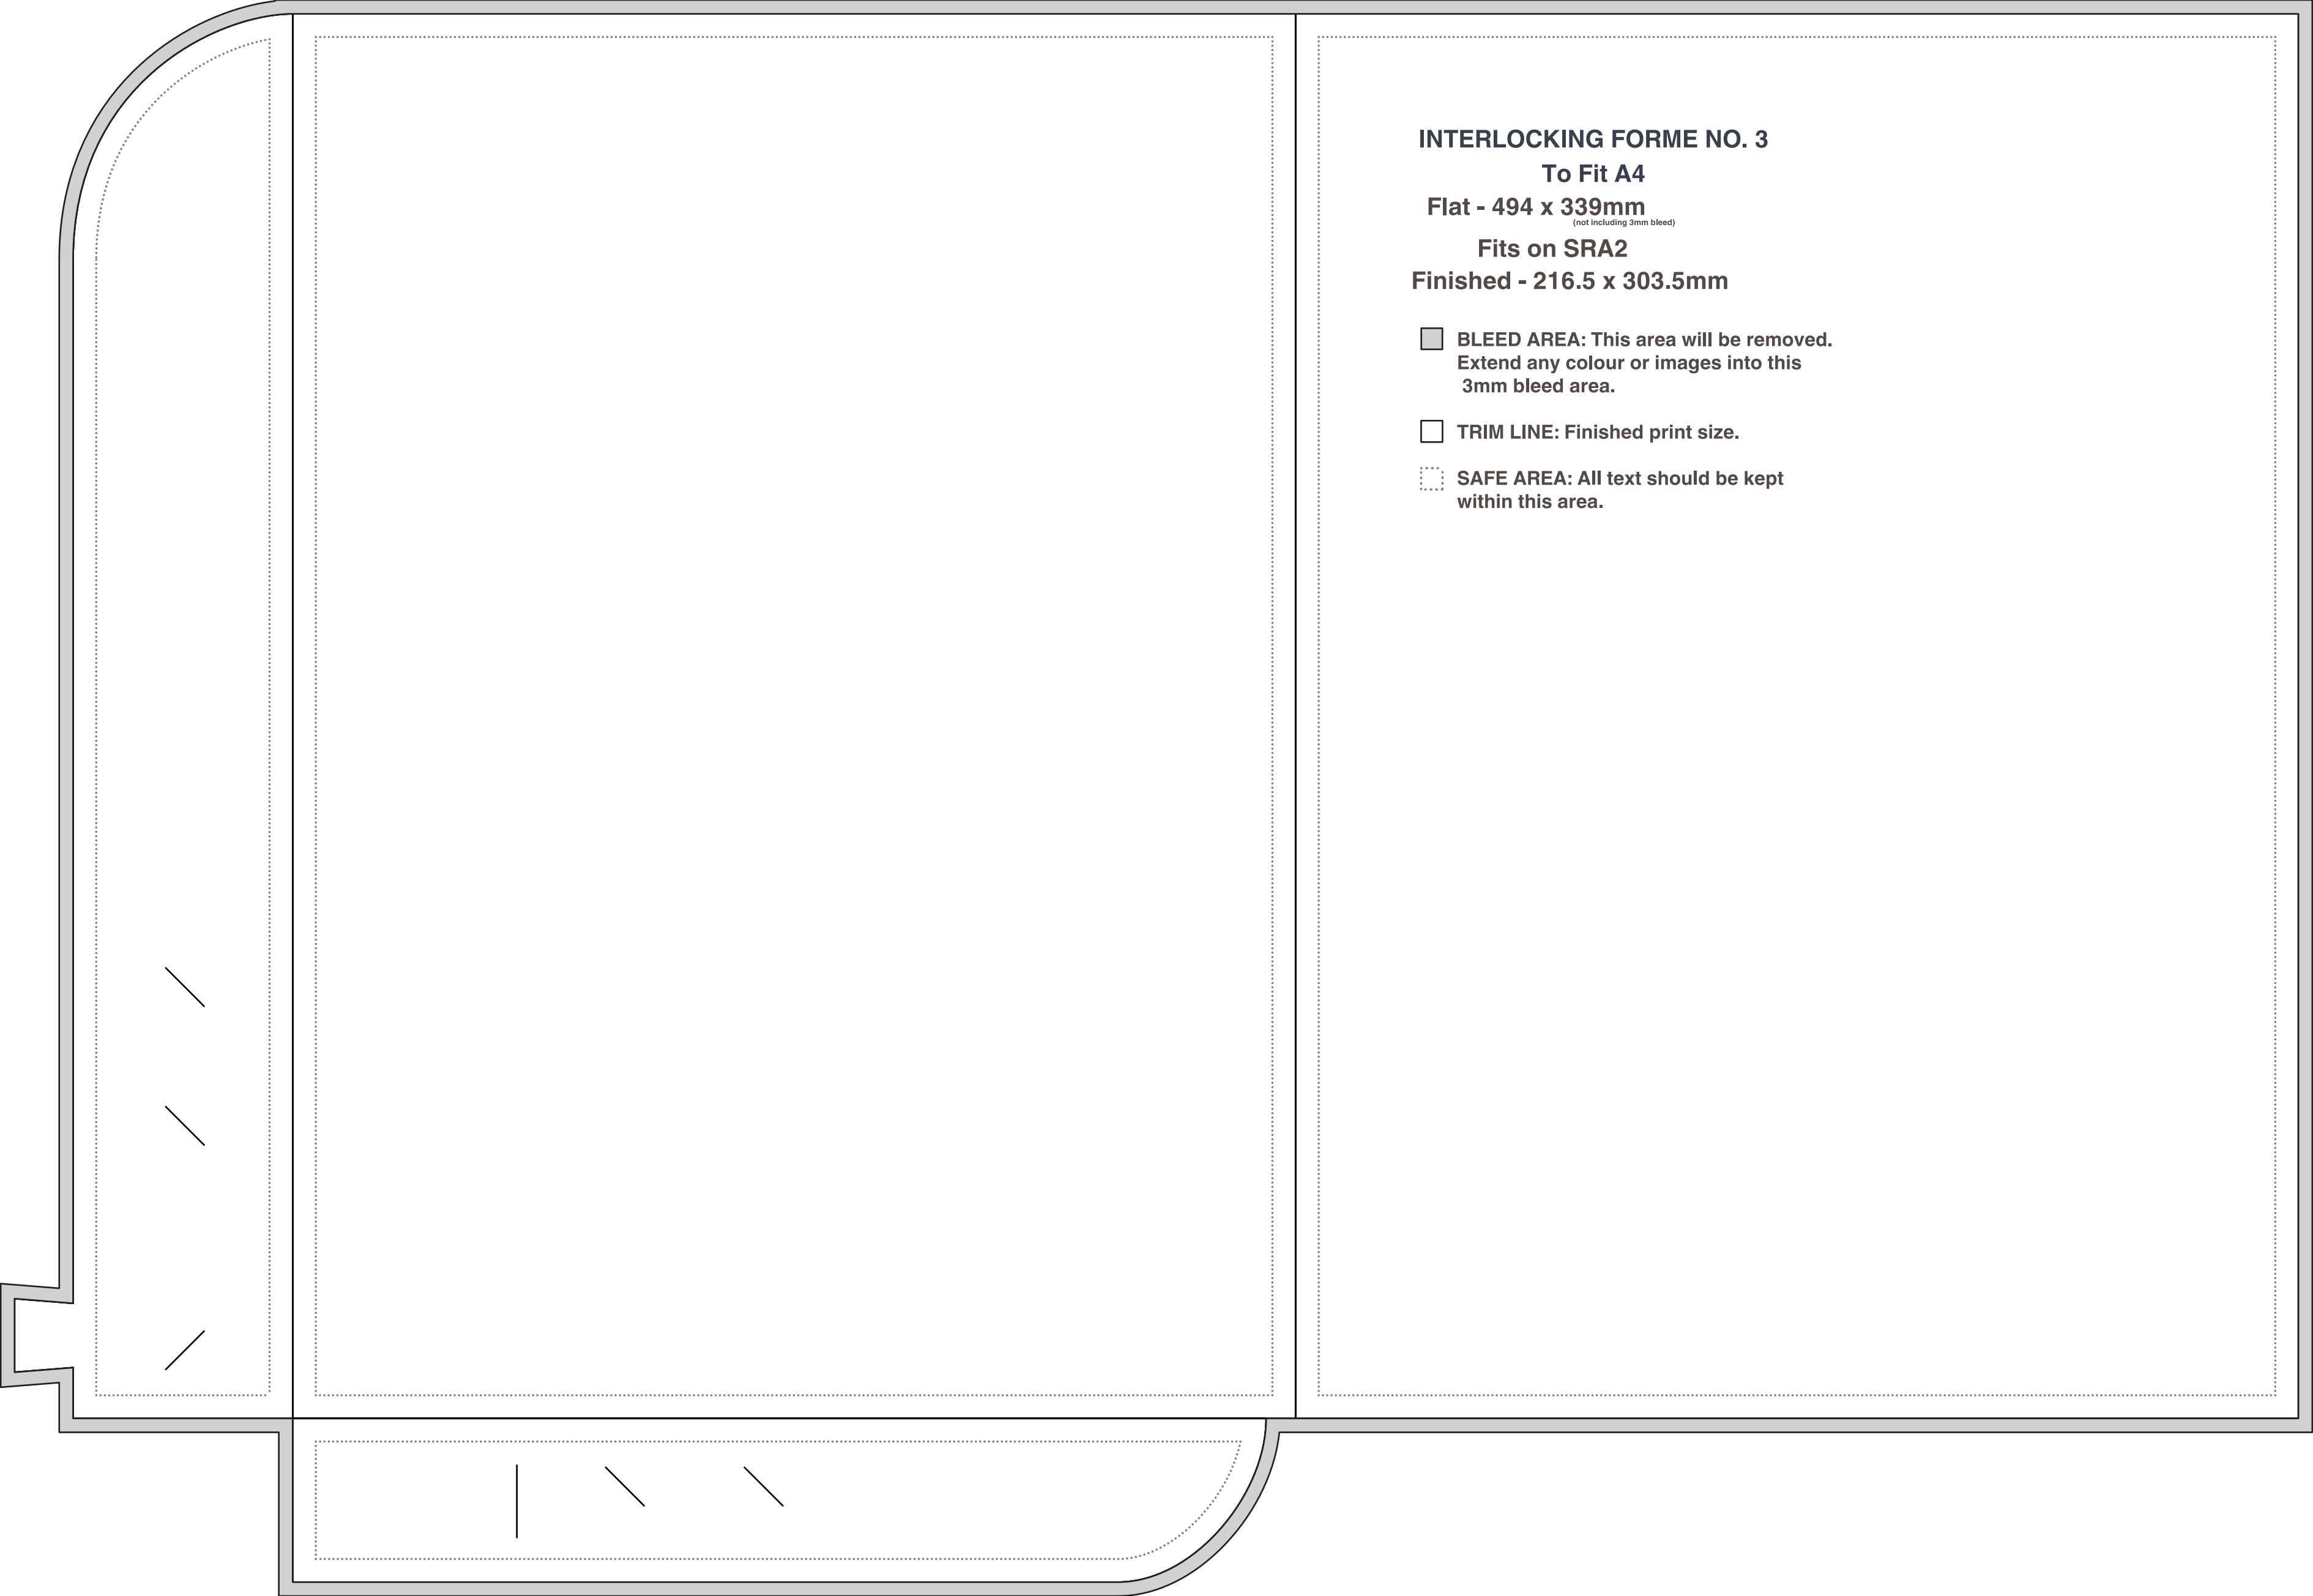 INTERLOCKING FORME NO. 3
To Fit A4
Flat - 494 x 339mm
(not including 3mm bleed)
Fits on SRA2
Finished - 216.5 x 303.5mm
BLEED AREA: This area will be removed.
Extend any colour or images into this
3mm bleed area.
TRIM LINE: Finished print size.
SAFE AREA: All text should be kept
within this area.